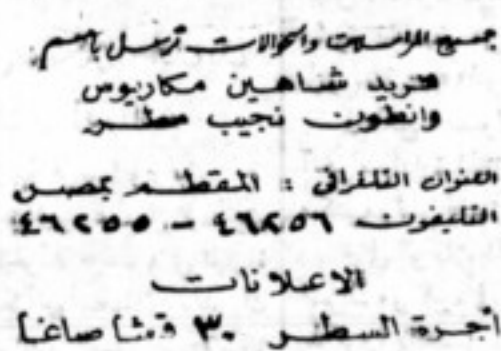 جميع المراسلات والحوالات ترسل باسم
فريد شاهين مكاريوس
وانطون نجيب مطر
العنوان التلغرافي : المقطم بمصر
التليفون ٤٦٢٥٦ - ٤٦٢٥٥
الاعلانات
أجرة السطر ٣٠ قرشا صاغا